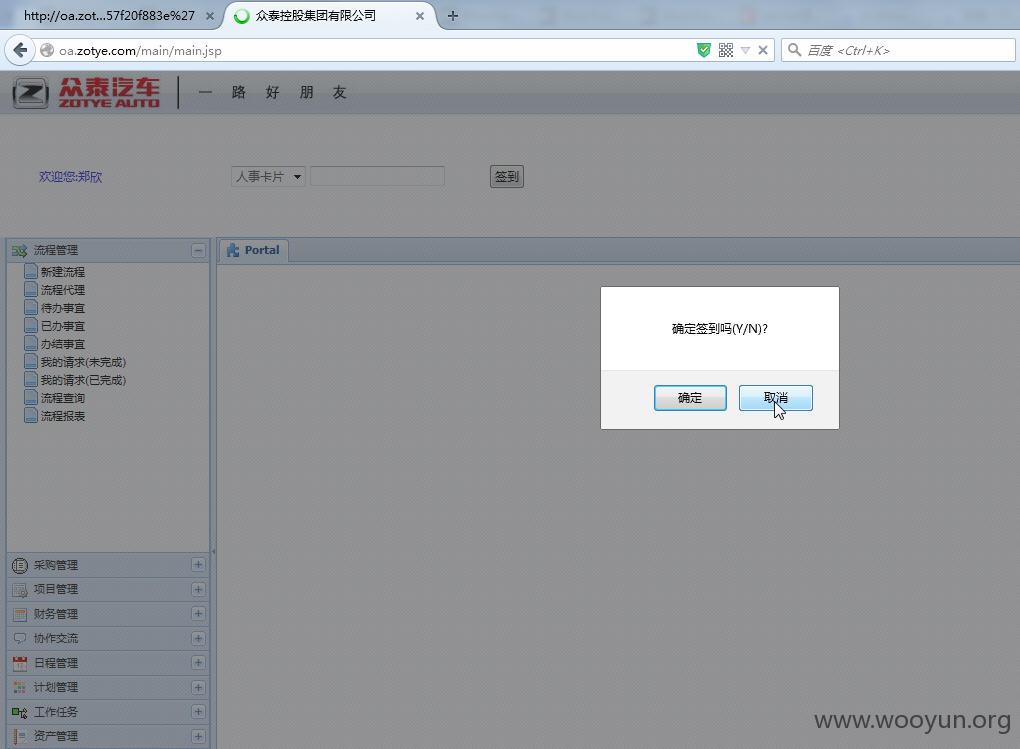 http://oa.zot...57f20f883e%27
众泰控股集团有限公司
oa.zotye.com/main/main.jsp
百度 <Ctrl+K>
众泰汽车
ZOTYE AUTO
一 路 好 朋 友
欢迎您:郑欣
人事卡片
签到
流程管理
新建流程
流程代理
待办事宜
已办事宜
办结事宜
我的请求(未完成)
我的请求(已完成)
流程查询
流程报表
Portal
确定签到吗(Y/N)?
确定
取消
采购管理
项目管理
财务管理
协作交流
日程管理
计划管理
工作任务
资产管理
www.wooyun.org